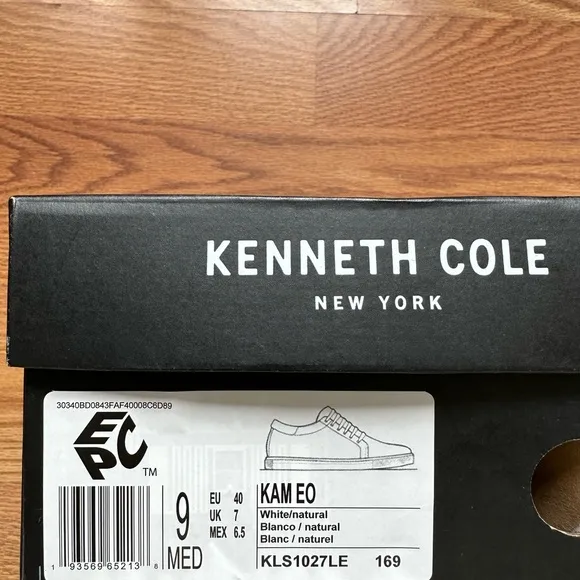 KENNETH COLE
NEW YORK
30340BD0843FAF40008C6D89
EPC
TM
1 93569 65213 8
9
MED
EU 40
UK 7
MEX 6.5
KAM EO
White/natural
Blanco / natural
Blanc / naturel
KLS1027LE 169